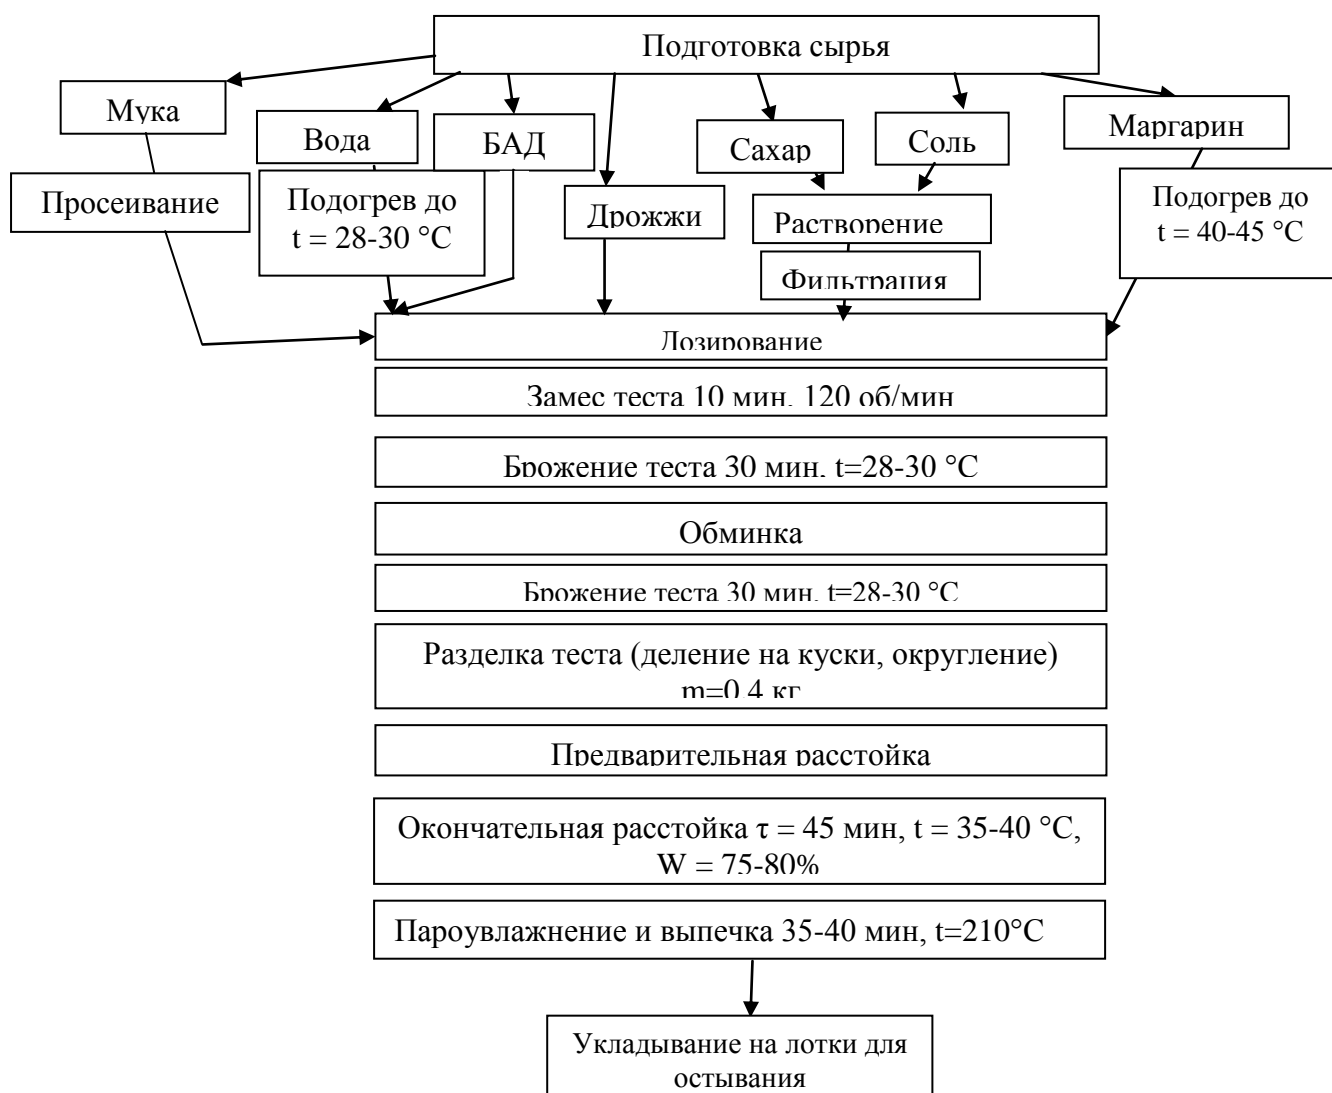 Подготовка сырья
Мука
Вода
БАД
Сахар
Соль
Маргарин
Просеивание
Подогрев до
t = 28-30 °С
Дрожжи
Растворение
Подогрев до
t = 40-45 °С
Фильтрация
Дозирование
Замес теста 10 мин. 120 об/мин
Брожение теста 30 мин. t=28-30 °С
Обминка
Брожение теста 30 мин. t=28-30 °С
Разделка теста (деление на куски, округление)
m=0,4 кг
Предварительная расстойка
Окончательная расстойка τ = 45 мин, t = 35-40 °С,
W = 75-80%
Пароувлажнение и выпечка 35-40 мин, t=210°С
Укладывание на лотки для
остывания